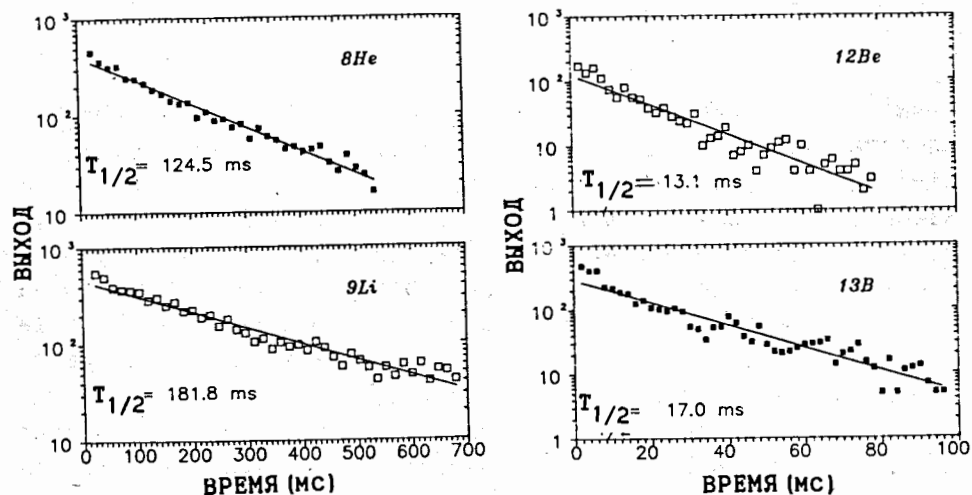 ВЫХОД
10³
10²
10
8He
T1/2= 124.5 ms
10³
10²
10
9Li
T1/2= 181.8 ms
0 100 200 300 400 500 600 700
ВРЕМЯ (МС)
10³
10²
10
1
12Be
T1/2= 13.1 ms
10³
10²
10
1
13B
T1/2= 17.0 ms
0 20 40 60 80 100
ВРЕМЯ (МС)
ВЫХОД